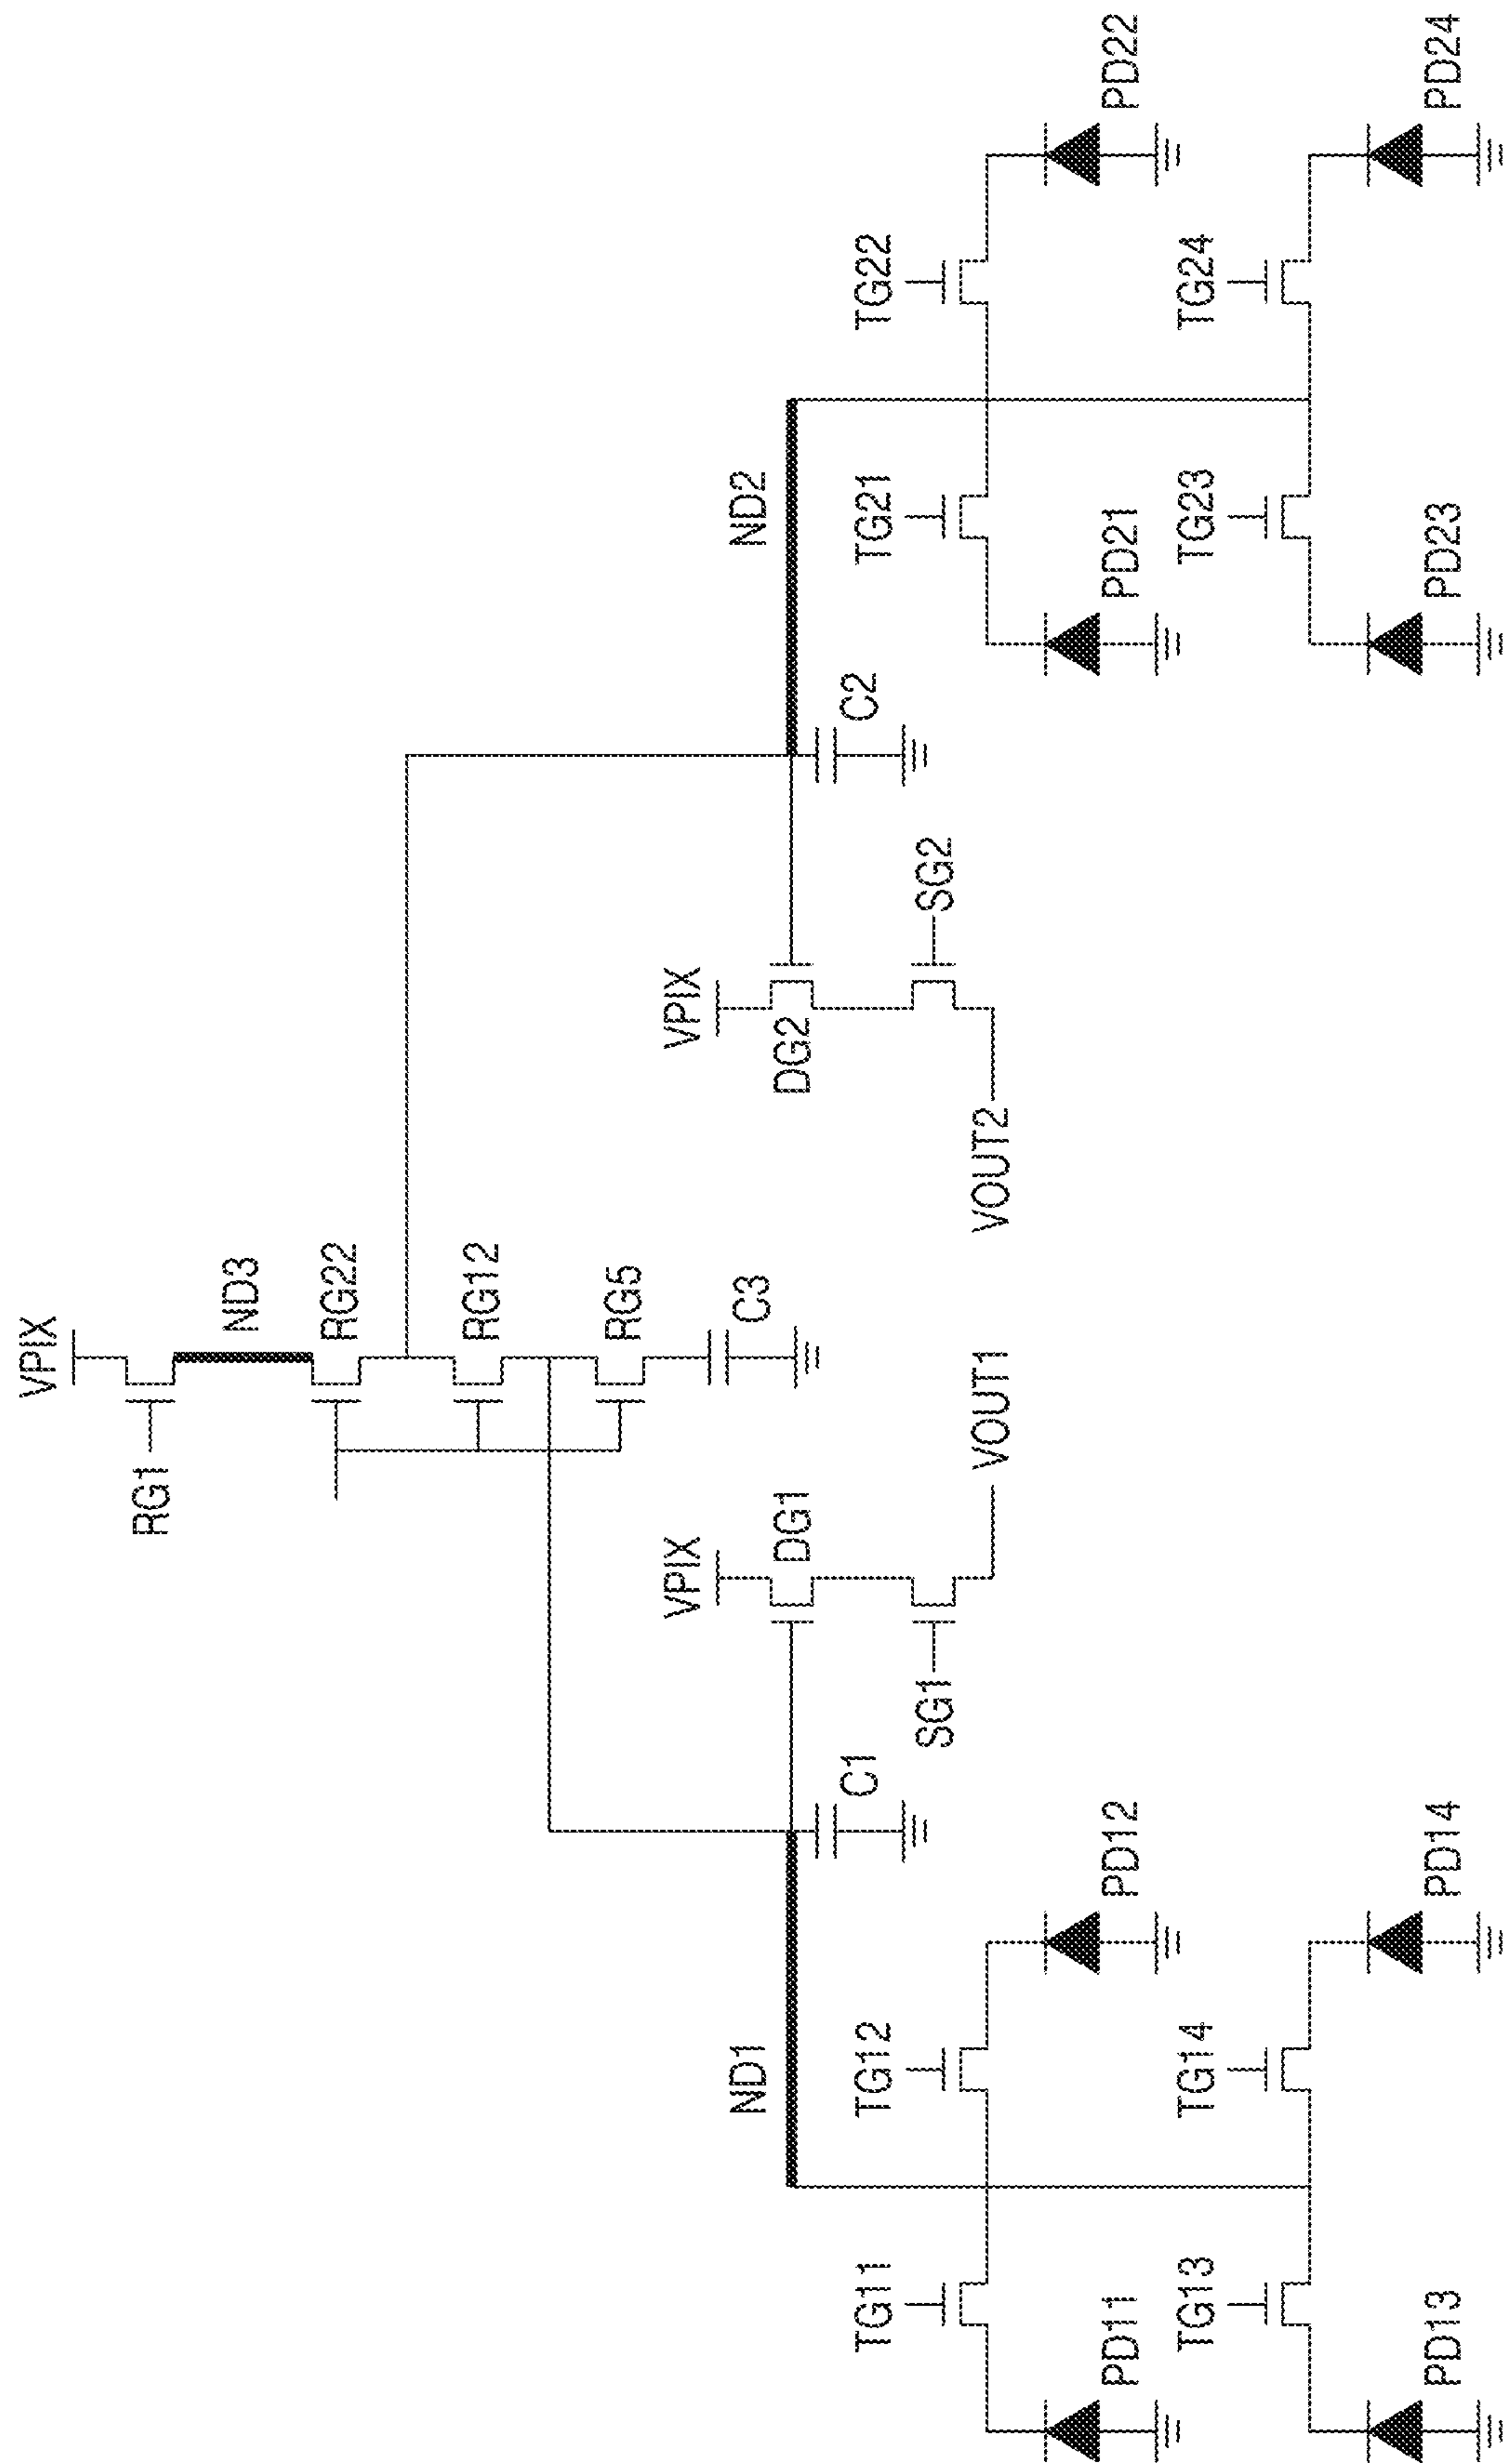 VPIX
RG1
ND3
RG22
RG12
RG5
C3
ND1
C1
VPIX
DG1
SG1
VOUT1
VPIX
DG2
SG2
VOUT2
C2
ND2
TG11
TG12
PD11
PD12
TG13
TG14
PD13
PD14
TG21
TG22
PD21
PD22
TG23
TG24
PD23
PD24